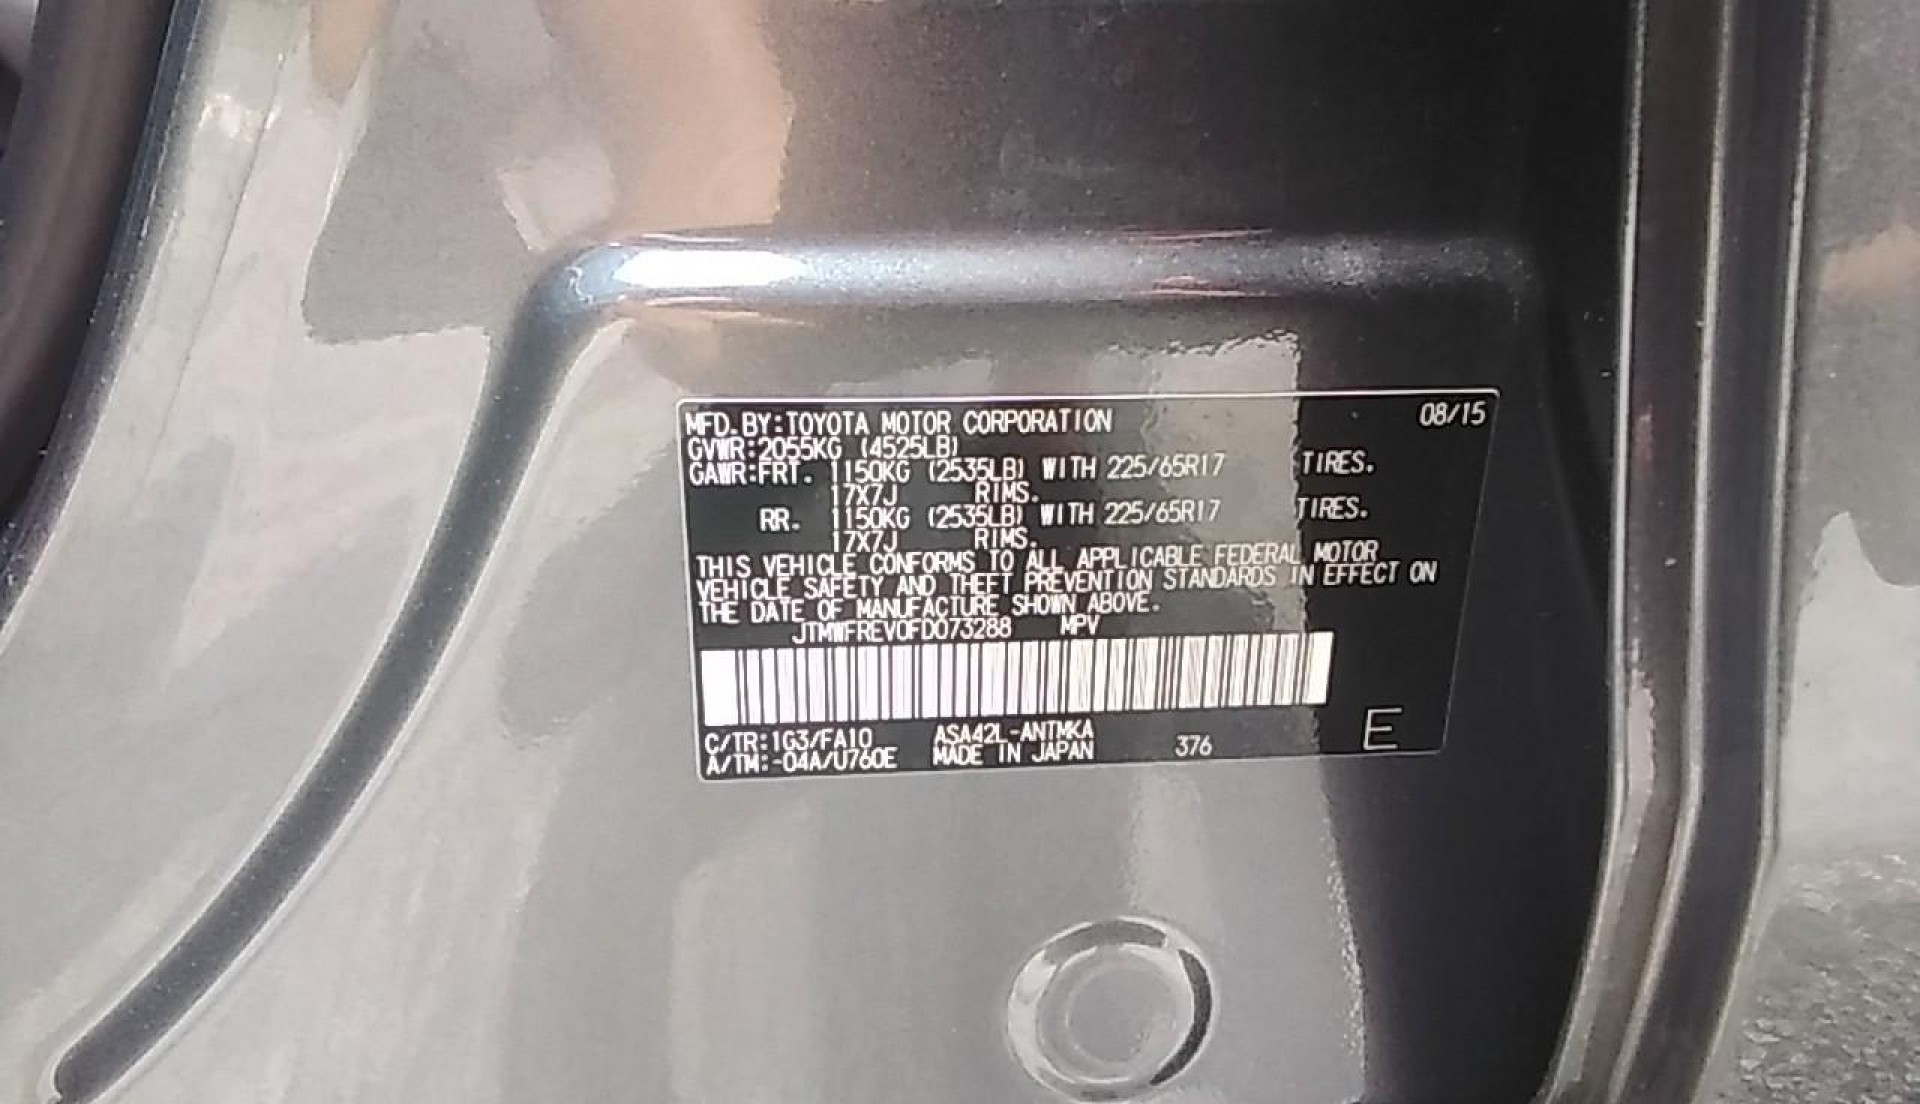 MFD.BY:TOYOTA MOTOR CORPORATION 08/15
GVWR:2055KG (4525LB)
GAWR:FRT. 1150KG (2535LB) WITH 225/65R17 TIRES.
17X7J RIMS.
RR. 1150KG (2535LB) WITH 225/65R17 TIRES.
17X7J RIMS.
THIS VEHICLE CONFORMS TO ALL APPLICABLE FEDERAL MOTOR
VEHICLE SAFETY AND THEFT PREVENTION STANDARDS IN EFFECT ON
THE DATE OF MANUFACTURE SHOWN ABOVE.
JTMWFREV0FD073288 MPV
C/TR:1G3/FA10 ASA42L-ANTMKA
A/TM:-04A/U760E MADE IN JAPAN 376 E